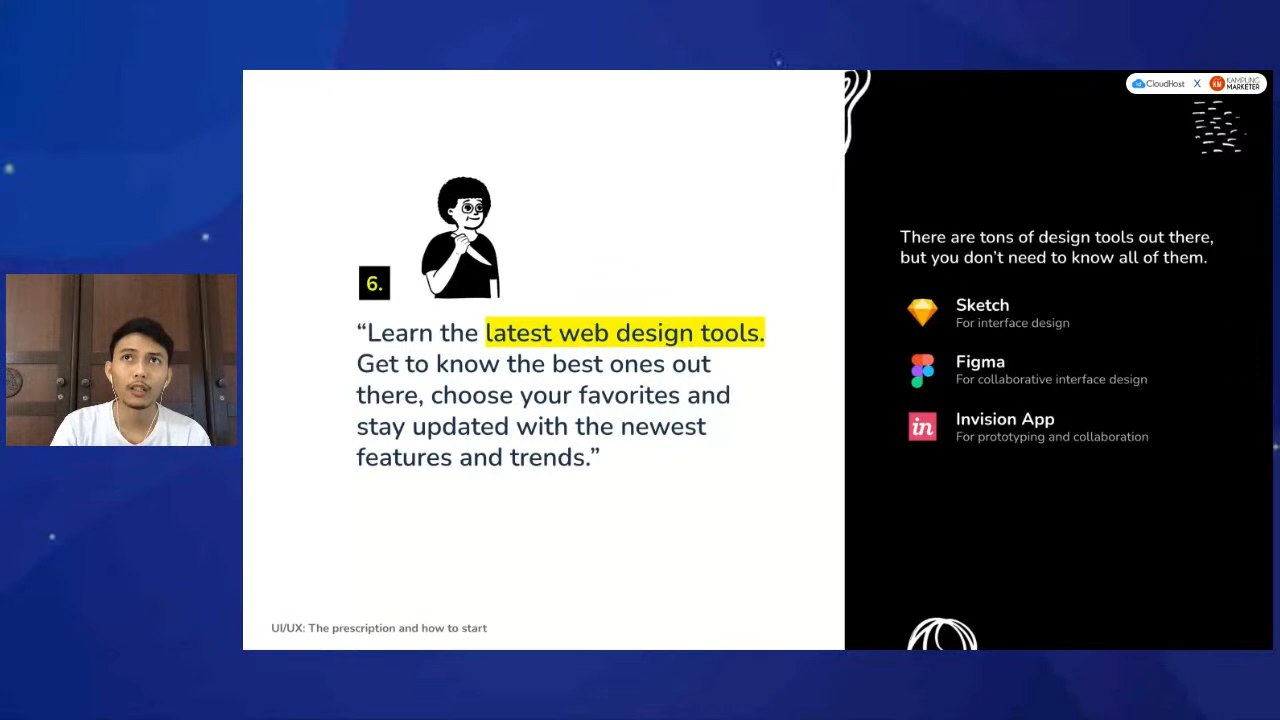 CloudHost X KAMPUNG MARKETER
6.
“Learn the latest web design tools.
Get to know the best ones out
there, choose your favorites and
stay updated with the newest
features and trends.”
There are tons of design tools out there,
but you don’t need to know all of them.
Sketch
For interface design
Figma
For collaborative interface design
in
Invision App
For prototyping and collaboration
UI/UX: The prescription and how to start